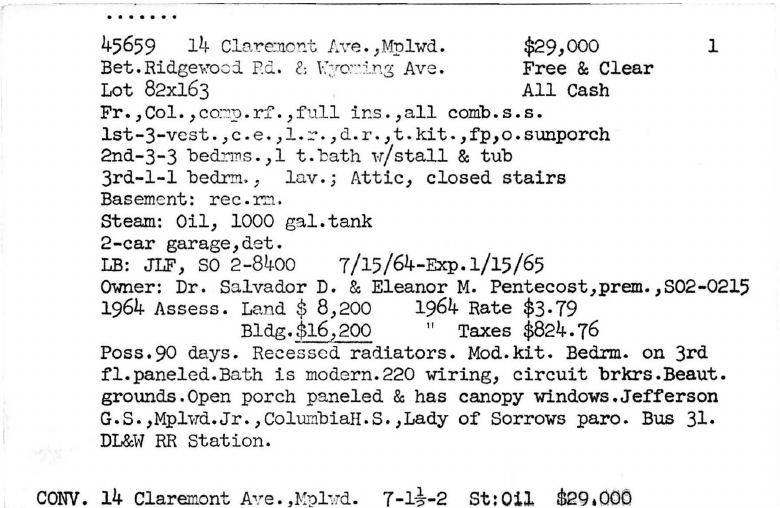 .......
45659 14 Claremont Ave.,Mplwd. $29,000 1
Bet.Ridgewood Rd. & Wyoming Ave. Free & Clear
Lot 82x163 All Cash
Fr.,Col.,comp.rf.,full ins.,all comb.s.s.
1st-3-vest.,c.e.,l.r.,d.r.,t.kit.,fp,o.sunporch
2nd-3-3 bedrms.,1 t.bath w/stall & tub
3rd-1-1 bedrm., lav.; Attic, closed stairs
Basement: rec.rm.
Steam: Oil, 1000 gal.tank
2-car garage,det.
LB: JLF, SO 2-8400 7/15/64-Exp.1/15/65
Owner: Dr. Salvador D. & Eleanor M. Pentecost,prem.,SO2-0215
1964 Assess. Land $ 8,200 1964 Rate $3.79
Bldg.$16,200 " Taxes $824.76
Poss.90 days. Recessed radiators. Mod.kit. Bedrm. on 3rd
fl.paneled.Bath is modern.220 wiring, circuit brkrs.Beaut.
grounds.Open porch paneled & has canopy windows.Jefferson
G.S.,Mplwd.Jr.,ColumbiaH.S.,Lady of Sorrows paro. Bus 31.
DL&W RR Station.
CONV. 14 Claremont Ave.,Mplwd. 7-1½-2 St:Oil $29,000